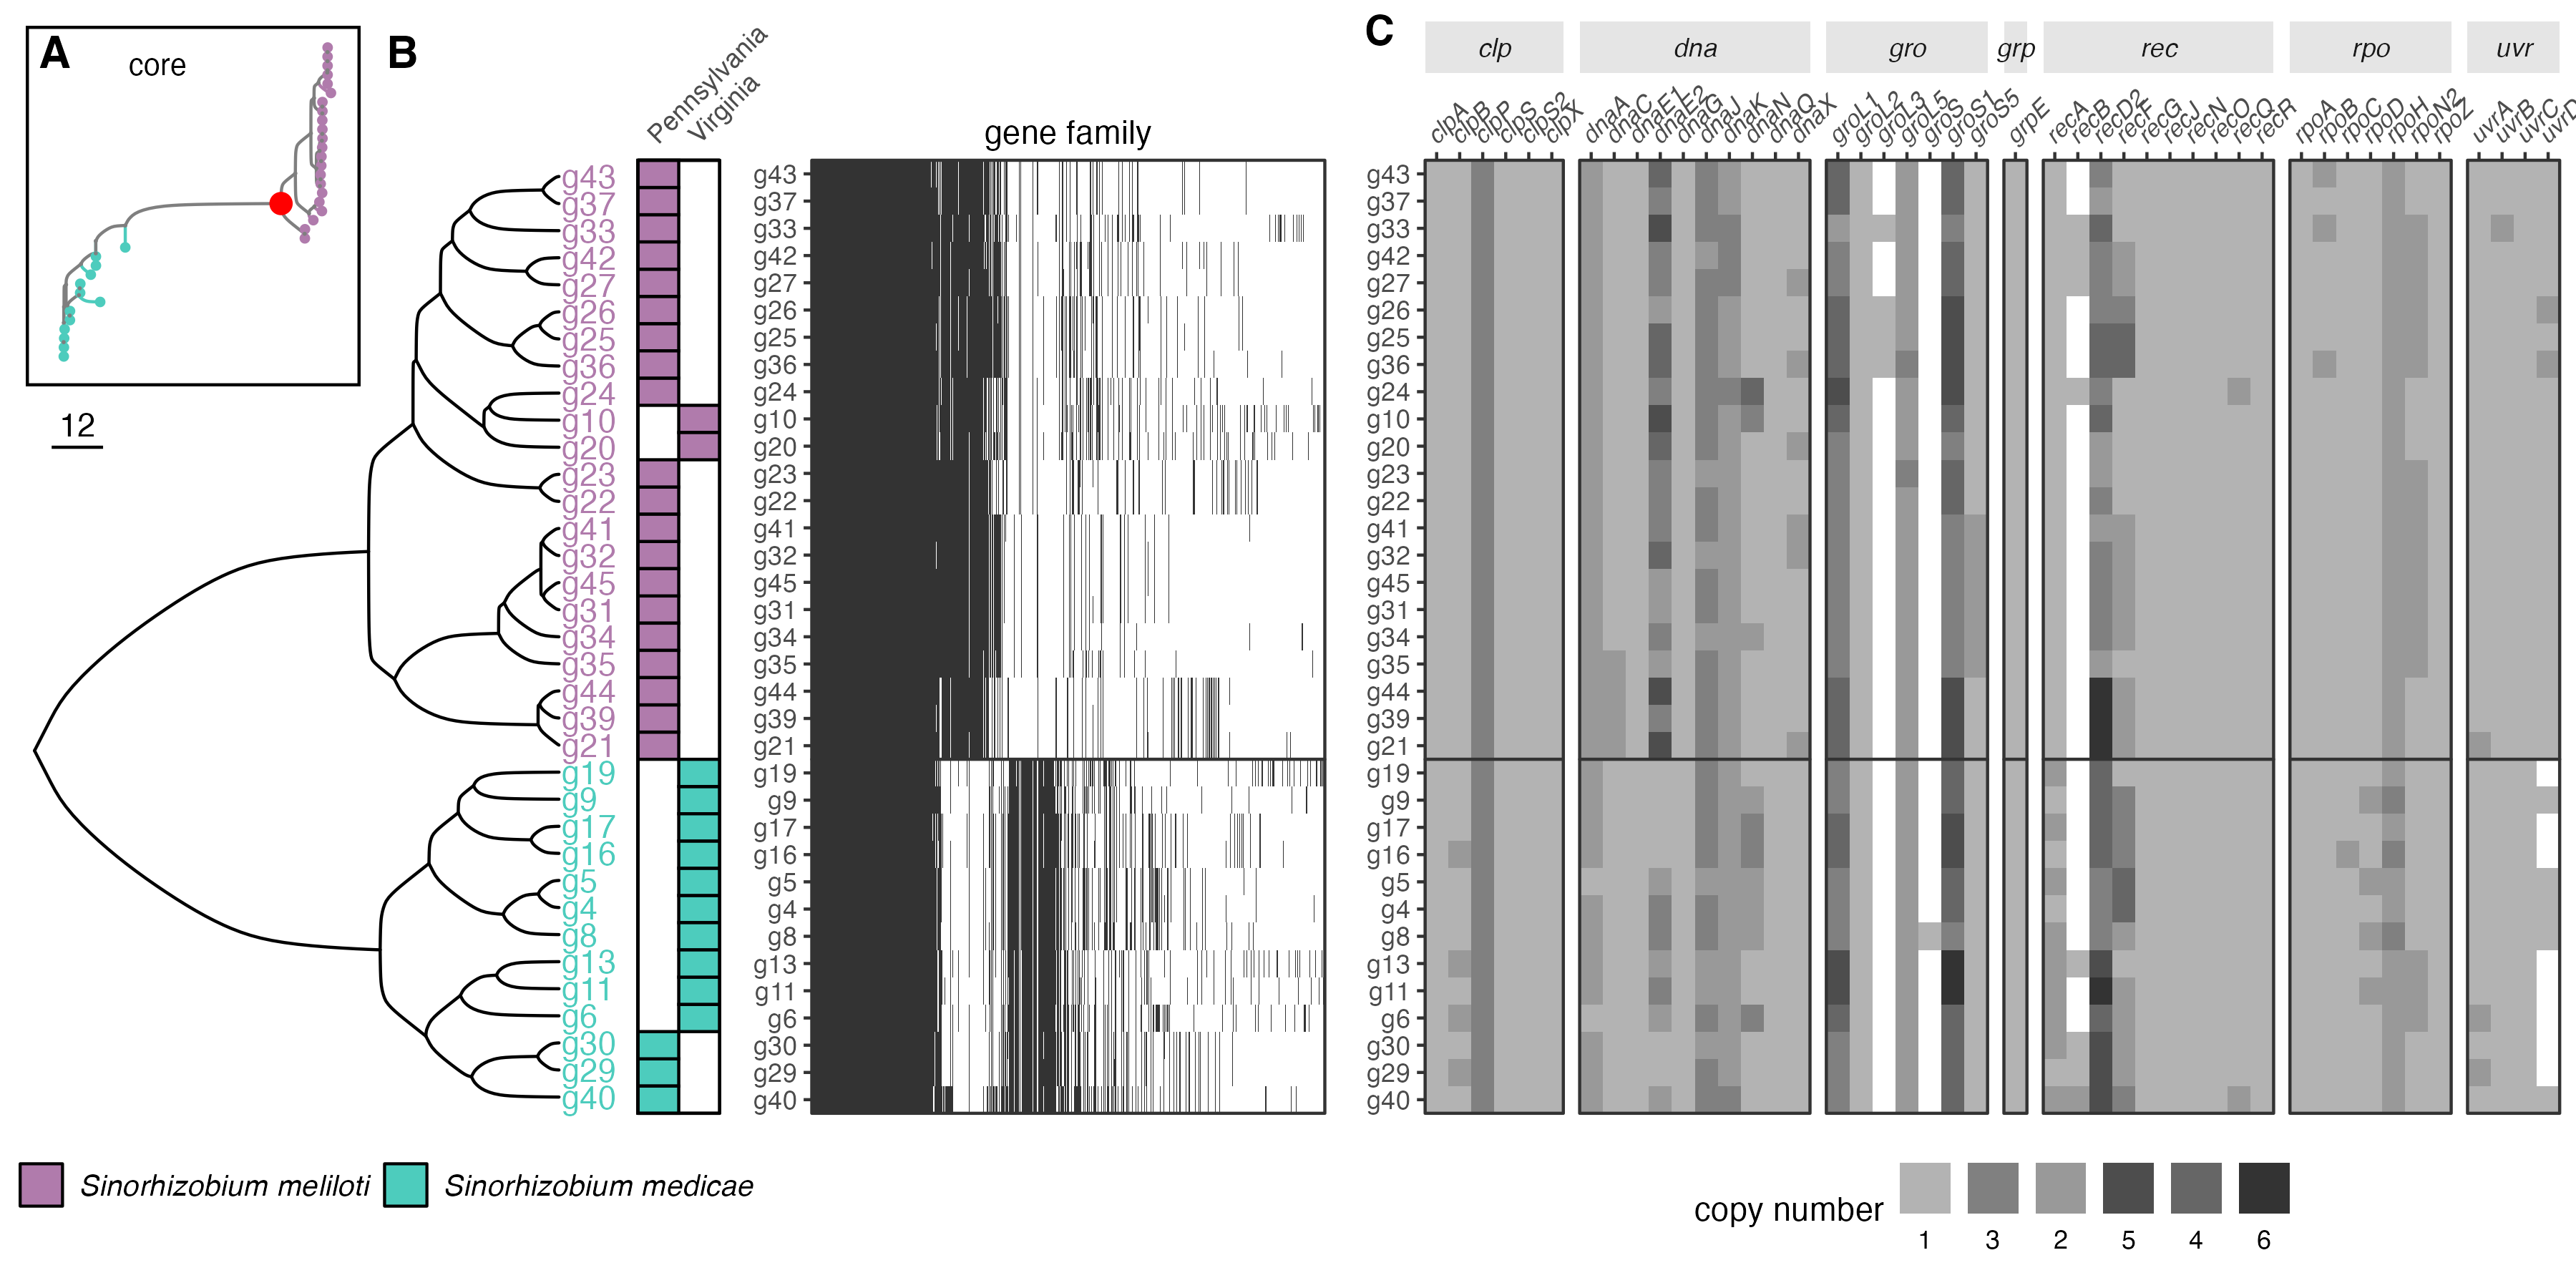 A
core
12
B
Pennsylvania
Virginia
gene family
C
clp
dna
gro
grp
rec
rpo
uvr
clpA
clpB
clpP
clpS
clpS2
clpX
dnaA
dnaC
dnaE1
dnaE2
dnaG
dnaJ
dnaK
dnaN
dnaQ
dnaX
groL1
groL2
groL3
groL5
groS
groS1
groS5
grpE
recA
recB
recD2
recF
recG
recJ
recN
recO
recQ
recR
rpoA
rpoB
rpoC
rpoD
rpoH
rpoN2
rpoZ
uvrA
uvrB
uvrC
uvrD
g43 g43 g43
g37 g37 g37
g33 g33 g33
g42 g42 g42
g27 g27 g27
g26 g26 g26
g25 g25 g25
g36 g36 g36
g24 g24 g24
g10 g10 g10
g20 g20 g20
g23 g23 g23
g22 g22 g22
g41 g41 g41
g32 g32 g32
g45 g45 g45
g31 g31 g31
g34 g34 g34
g35 g35 g35
g44 g44 g44
g39 g39 g39
g21 g21 g21
g19 g19 g19
g9 g9 g9
g17 g17 g17
g16 g16 g16
g5 g5 g5
g4 g4 g4
g8 g8 g8
g13 g13 g13
g11 g11 g11
g6 g6 g6
g30 g30 g30
g29 g29 g29
g40 g40 g40
Sinorhizobium meliloti
Sinorhizobium medicae
copy number
1 3 2 5 4 6